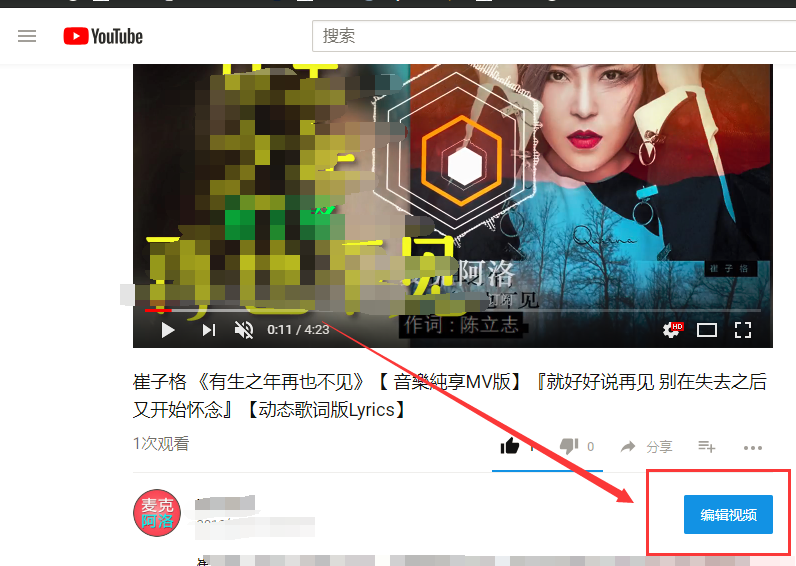 YouTube
搜索
阿洛
作词：陈立志
崔子格
0:11 / 4:23
HD
崔子格 《有生之年再也不见》【 音樂純享MV版】『就好好说再见 别在失去之后
又开始怀念』【动态歌词版Lyrics】
1次观看
1
0
分享
麦克
阿洛
编辑视频